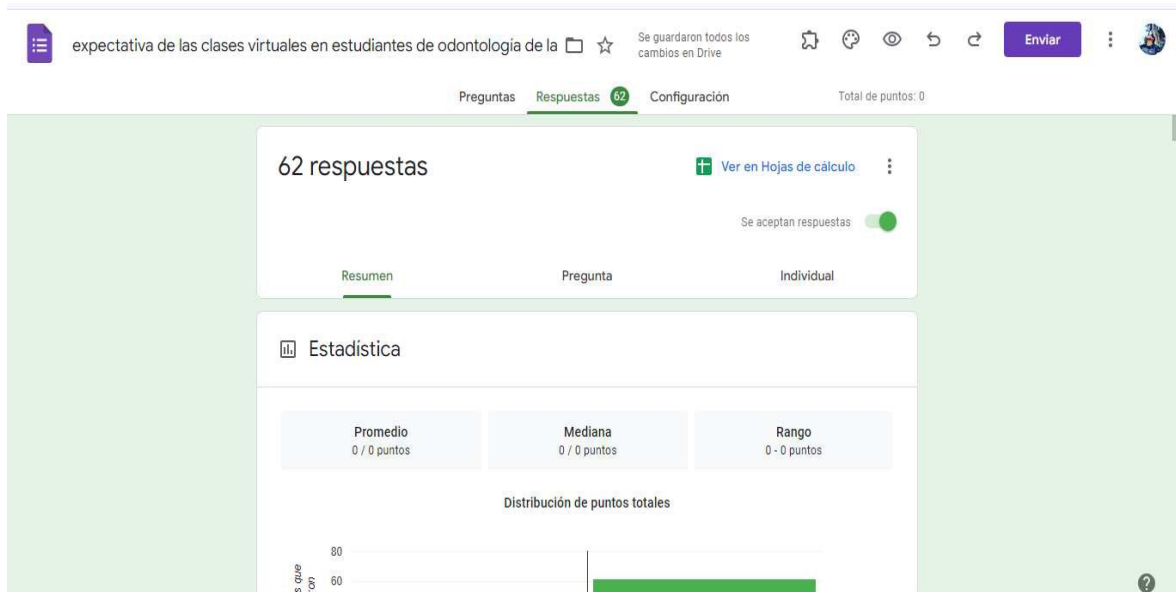 expectativa de las clases virtuales en estudiantes de odontología de la
Se guardaron todos los
cambios en Drive
Enviar
Preguntas Respuestas 62 Configuración Total de puntos: 0
62 respuestas
Ver en Hojas de cálculo
Se aceptan respuestas
Resumen Pregunta Individual
Estadística
Promedio Mediana Rango
0 / 0 puntos 0 / 0 puntos 0 - 0 puntos
Distribución de puntos totales
80
60